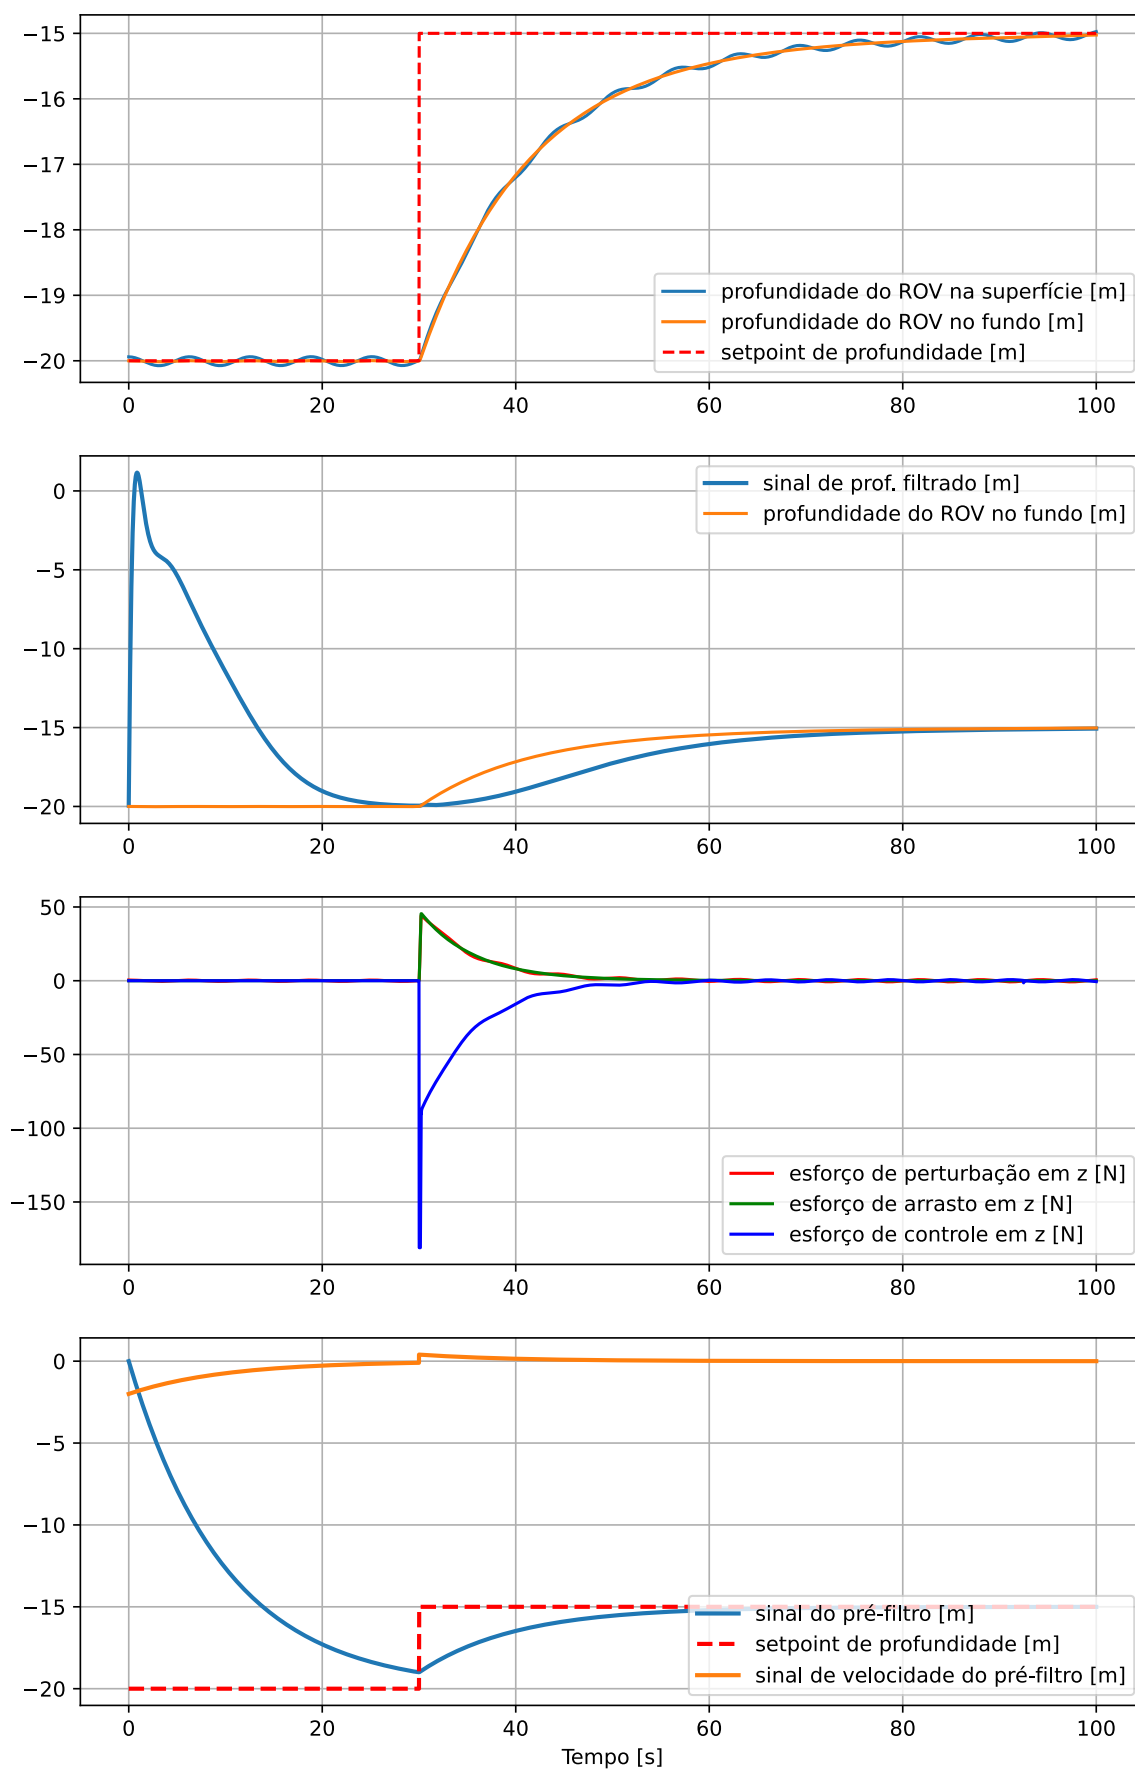 −15
−16
−17
−18
−19
−20
profundidade do ROV na superfície [m]
profundidade do ROV no fundo [m]
setpoint de profundidade [m]
0 20 40 60 80 100
0
−5
−10
−15
−20
sinal de prof. filtrado [m]
profundidade do ROV no fundo [m]
0 20 40 60 80 100
50
0
−50
−100
−150
esforço de perturbação em z [N]
esforço de arrasto em z [N]
esforço de controle em z [N]
0 20 40 60 80 100
0
−5
−10
−15
−20
sinal do pré-filtro [m]
setpoint de profundidade [m]
sinal de velocidade do pré-filtro [m]
0 20 40 60 80 100
Tempo [s]